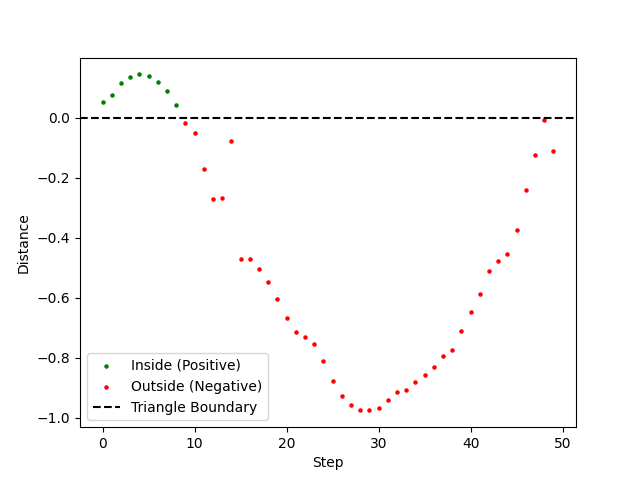 0.0
−0.2
−0.4
−0.6
−0.8
−1.0
Distance
Inside (Positive)
Outside (Negative)
Triangle Boundary
0 10 20 30 40 50
Step